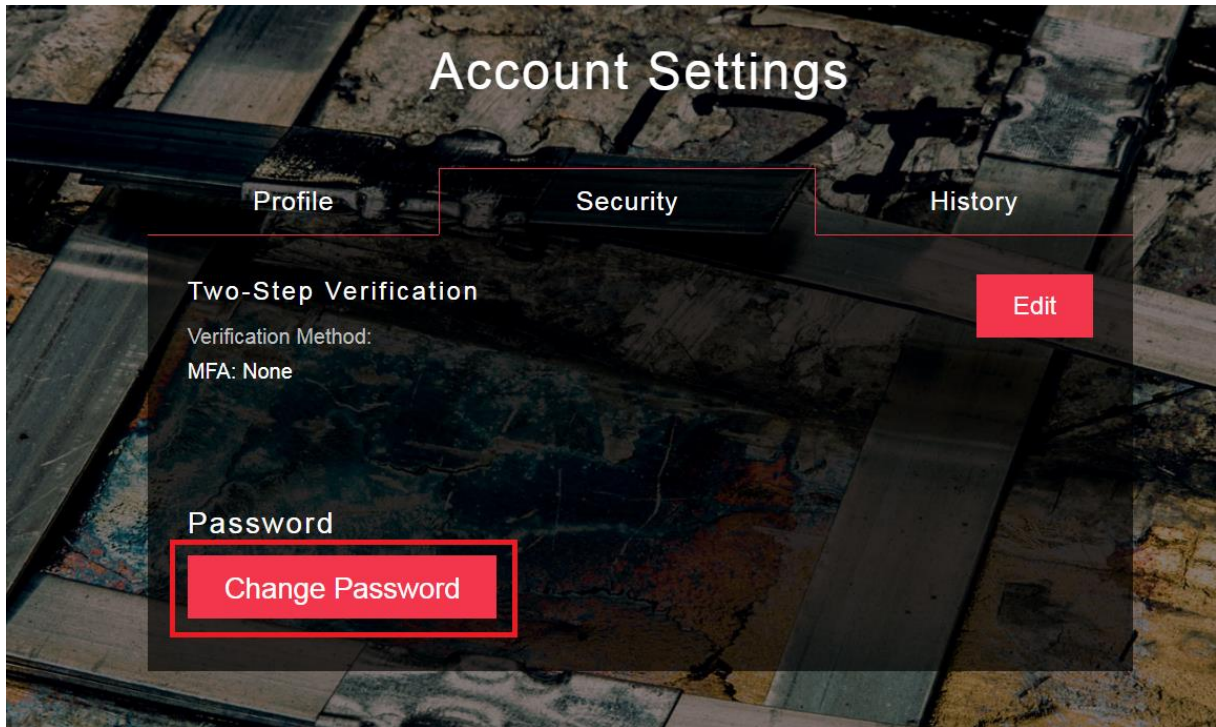 Account Settings
Profile Security History
Two-Step Verification
Edit
Verification Method:
MFA: None
Password
Change Password